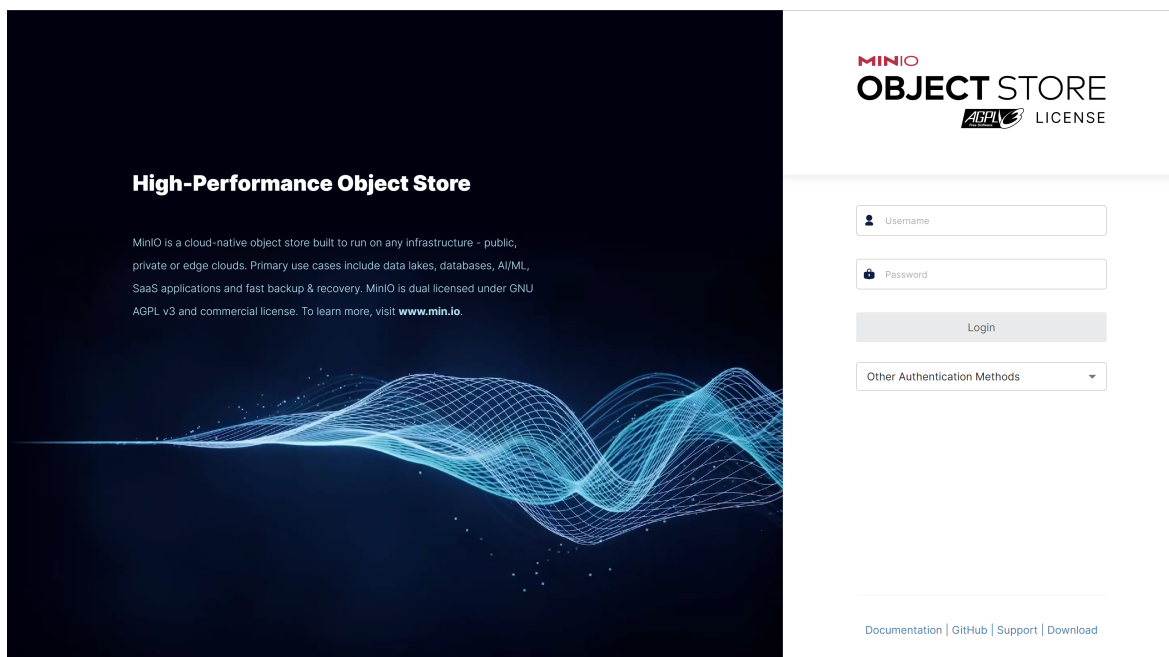 High-Performance Object Store
MinIO is a cloud-native object store built to run on any infrastructure - public,
private or edge clouds. Primary use cases include data lakes, databases, AI/ML,
SaaS applications and fast backup & recovery. MinIO is dual licensed under GNU
AGPL v3 and commercial license. To learn more, visit www.min.io.
MINIO
OBJECT STORE
AGPLv3 LICENSE
Free Software
Username
Password
Login
Other Authentication Methods
Documentation | GitHub | Support | Download